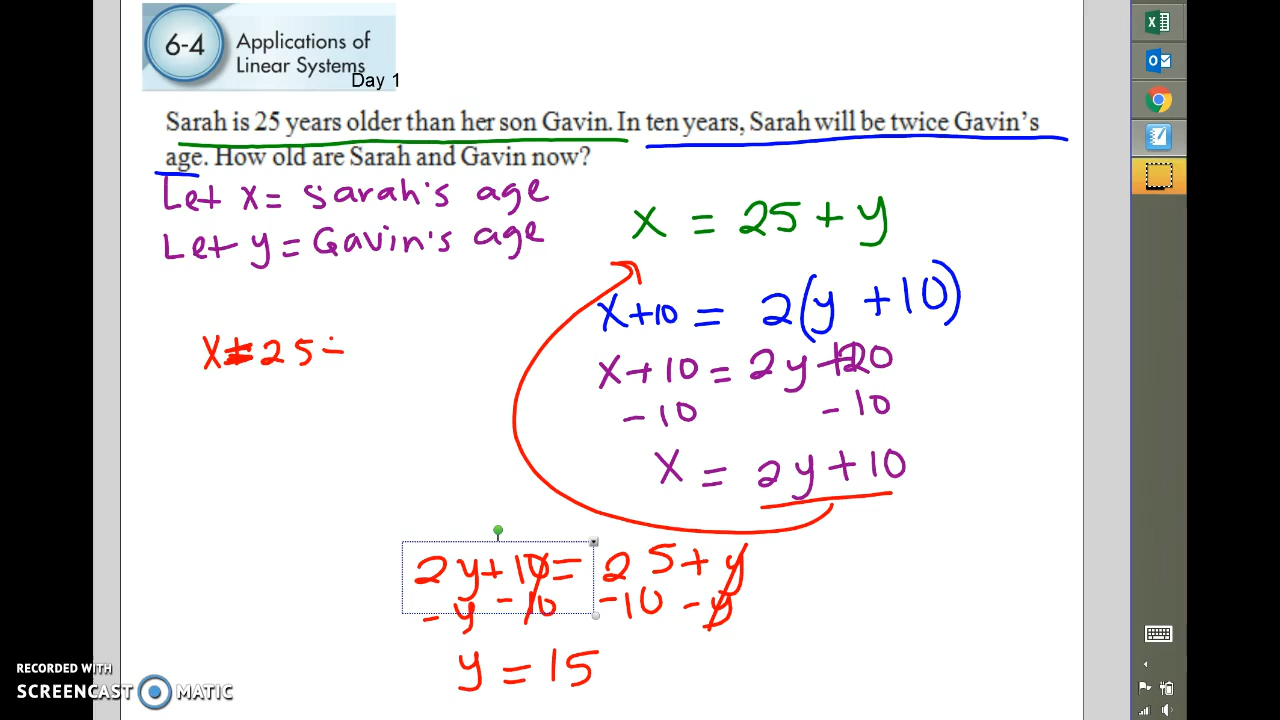 6-4 Applications of
Linear Systems
Day 1
Sarah is 25 years older than her son Gavin. In ten years, Sarah will be twice Gavin's
age. How old are Sarah and Gavin now?
Let x = Sarah's age
Let y = Gavin's age
x = 25 + y
x+10 = 2(y +10)
x+10 = 2y+20
-10 -10
x = 2y+10
x = 25 =
2y+10 = 25+y
-y -10 -10 -y
y = 15
RECORDED WITH
SCREENCAST MATIC